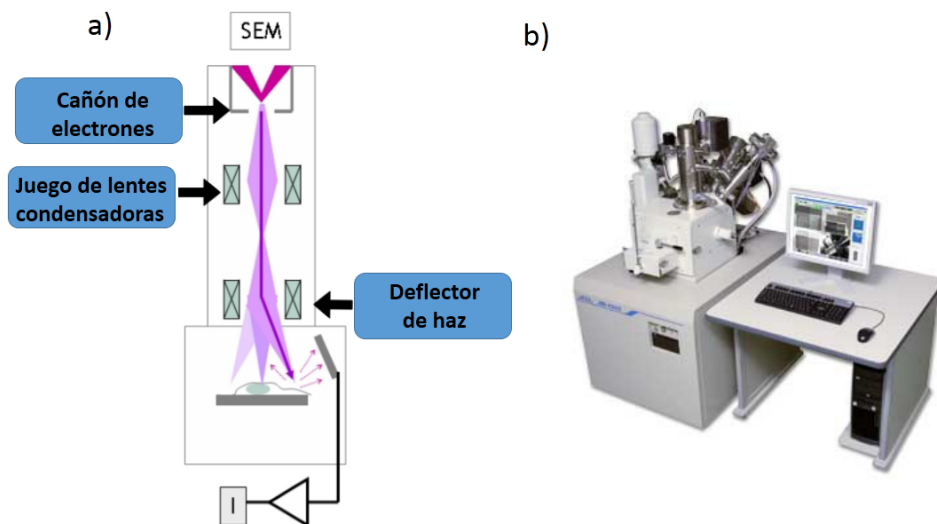 a)
SEM
b)
Cañón de
electrones
Juego de lentes
condensadoras
Deflector
de haz
I